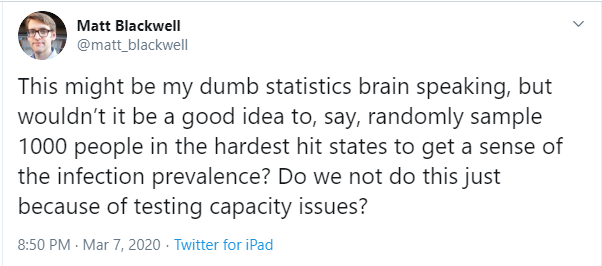 Matt Blackwell
@matt_blackwell
This might be my dumb statistics brain speaking, but
wouldn't it be a good idea to, say, randomly sample
1000 people in the hardest hit states to get a sense of
the infection prevalence? Do we not do this just
because of testing capacity issues?
8:50 PM · Mar 7, 2020 · Twitter for iPad